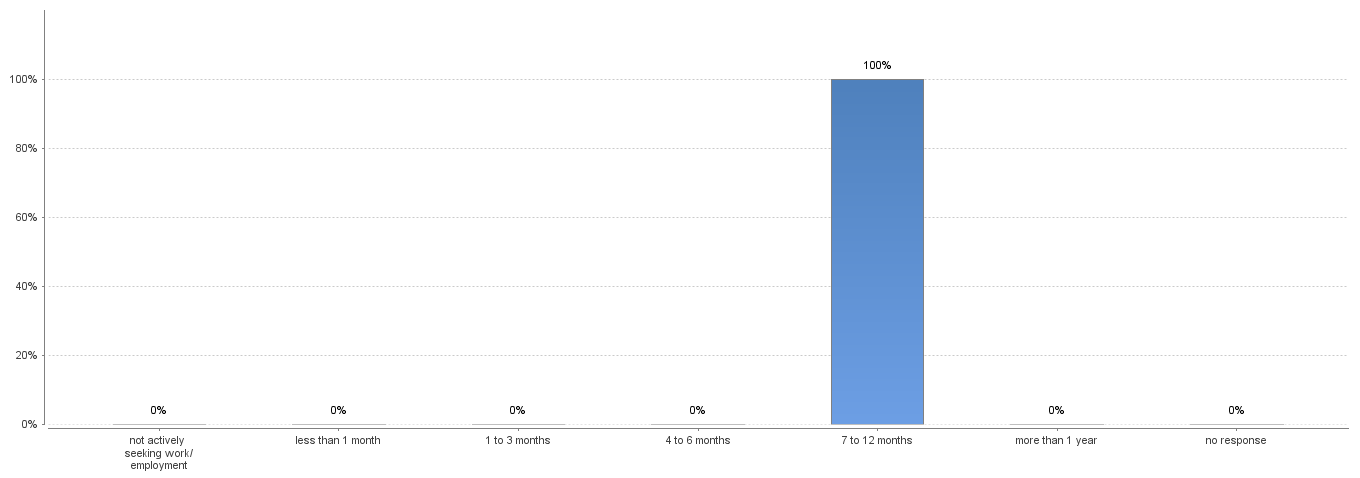 100%
100%
80%
60%
40%
20%
0%
0%
0%
0%
0%
0%
0%
not actively
seeking work/
employment
less than 1 month
1 to 3 months
4 to 6 months
7 to 12 months
more than 1 year
no response